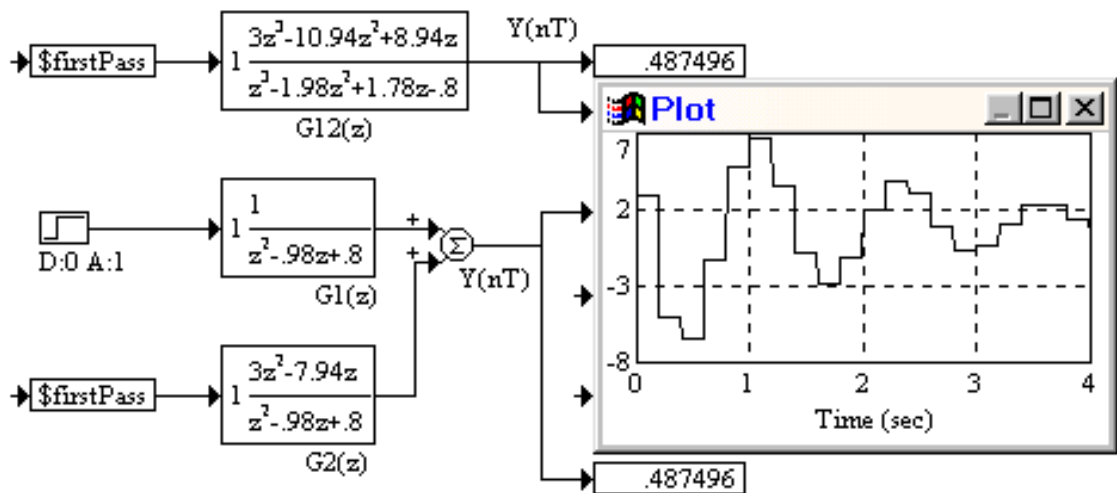 $firstPass
1
3z³-10.94z²+8.94z
z³-1.98z²+1.78z-.8
G12(z)
Y(nT)
.487496
Plot
7
2
-3
-8
0 1 2 3 4
Time (sec)
D:0 A:1
1
1
z²-.98z+.8
G1(z)
+
+
Σ
Y(nT)
$firstPass
1
3z²-7.94z
z²-.98z+.8
G2(z)
.487496